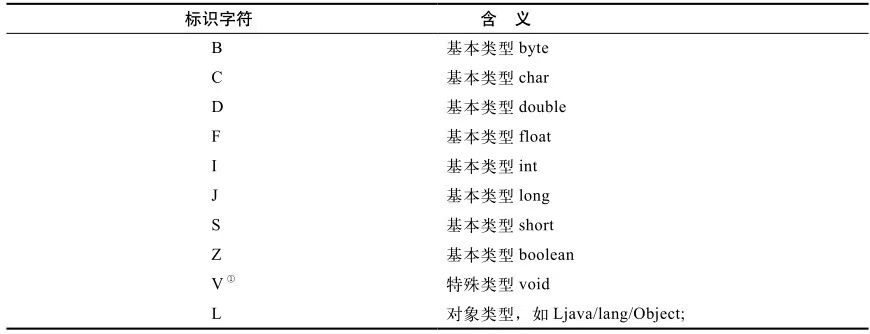 标识字符 含 义
B 基本类型 byte
C 基本类型 char
D 基本类型 double
F 基本类型 float
I 基本类型 int
J 基本类型 long
S 基本类型 short
Z 基本类型 boolean
V① 特殊类型 void
L 对象类型，如 Ljava/lang/Object;